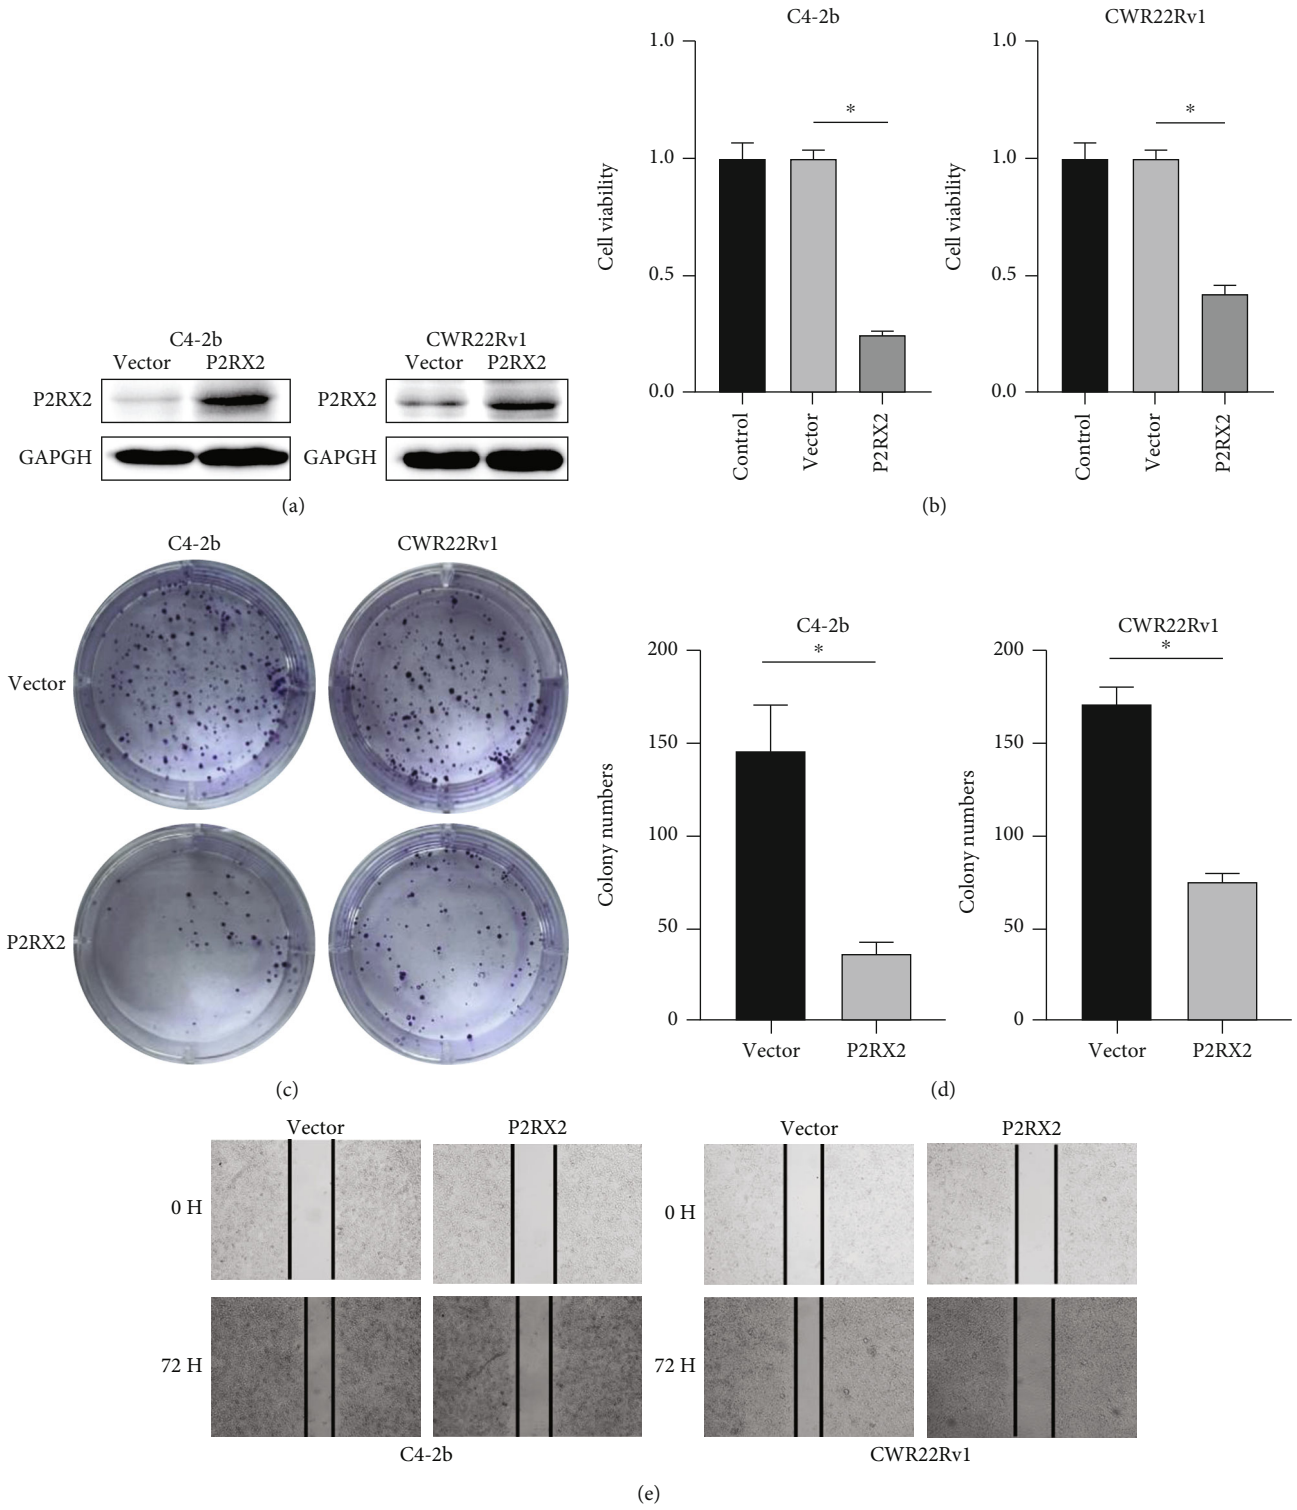 C4-2b
Vector P2RX2
P2RX2
GAPGH
CWR22Rv1
Vector P2RX2
P2RX2
GAPGH
(a)
C4-2b
Cell viability
1.0
1.0
0.5
0.0
*
Control
Vector
P2RX2
CWR22Rv1
Cell viability
1.0
1.0
0.5
0.0
*
Control
Vector
P2RX2
(b)
C4-2b
CWR22Rv1
Vector
P2RX2
(c)
C4-2b
Colony numbers
200
150
100
50
0
*
Vector
P2RX2
CWR22Rv1
Colony numbers
200
150
100
50
0
*
Vector
P2RX2
(d)
Vector
P2RX2
0 H
72 H
C4-2b
Vector
P2RX2
0 H
72 H
CWR22Rv1
(e)